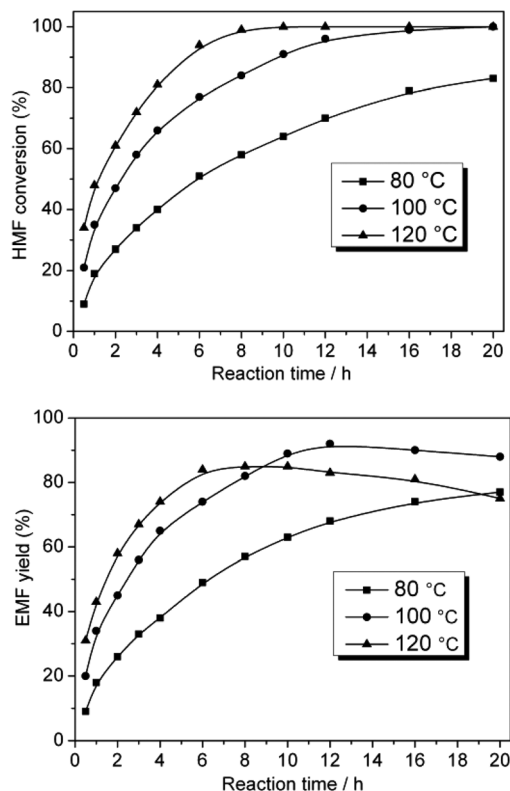 HMF conversion (%)
100
80
60
40
20
0
80 °C
100 °C
120 °C
0 2 4 6 8 10 12 14 16 18 20
Reaction time / h
EMF yield (%)
100
80
60
40
20
0
80 °C
100 °C
120 °C
0 2 4 6 8 10 12 14 16 18 20
Reaction time / h